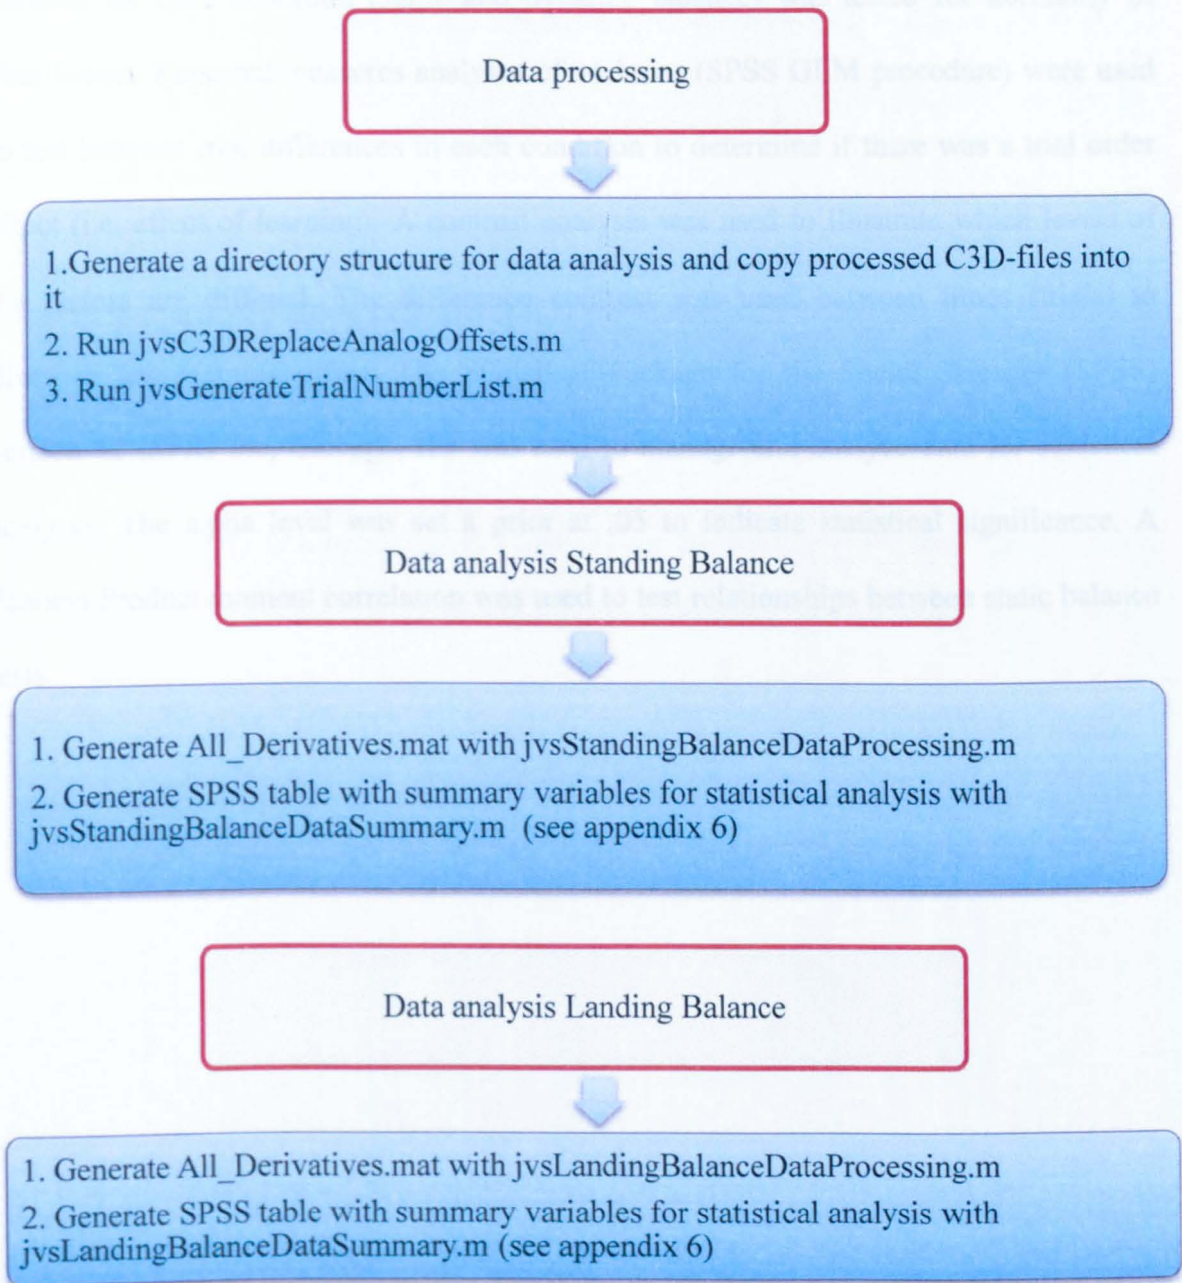 Data processing
1.Generate a directory structure for data analysis and copy processed C3D-files into
it
2. Run jvsC3DReplaceAnalogOffsets.m
3. Run jvsGenerateTrialNumberList.m
Data analysis Standing Balance
1. Generate All_Derivatives.mat with jvsStandingBalanceDataProcessing.m
2. Generate SPSS table with summary variables for statistical analysis with
jvsStandingBalanceDataSummary.m (see appendix 6)
Data analysis Landing Balance
1. Generate All_Derivatives.mat with jvsLandingBalanceDataProcessing.m
2. Generate SPSS table with summary variables for statistical analysis with
jvsLandingBalanceDataSummary.m (see appendix 6)